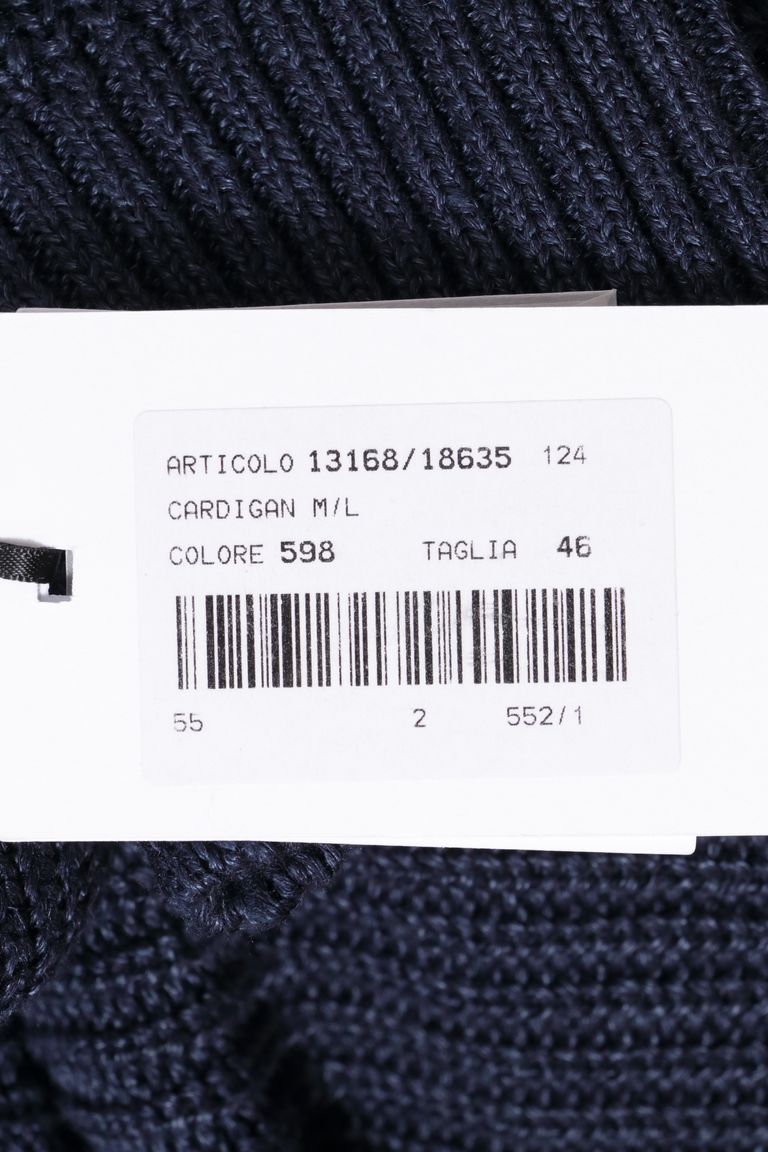 ARTICOLO 13168/18635 124
CARDIGAN M/L
COLORE 598 TAGLIA 46
55 2 552/1